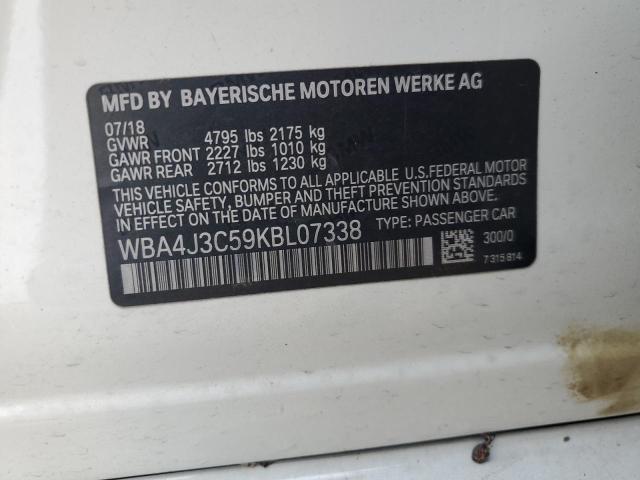 MFD BY BAYERISCHE MOTOREN WERKE AG
07/18
GVWR 4795 lbs 2175 kg
GAWR FRONT 2227 lbs 1010 kg
GAWR REAR 2712 lbs 1230 kg
THIS VEHICLE CONFORMS TO ALL APPLICABLE U.S.FEDERAL MOTOR
VEHICLE SAFETY, BUMPER, AND THEFT PREVENTION STANDARDS
IN EFFECT ON THE DATE OF MANUFACTURE SHOWN ABOVE.
WBA4J3C59KBL07338 TYPE: PASSENGER CAR
300/0
7315814